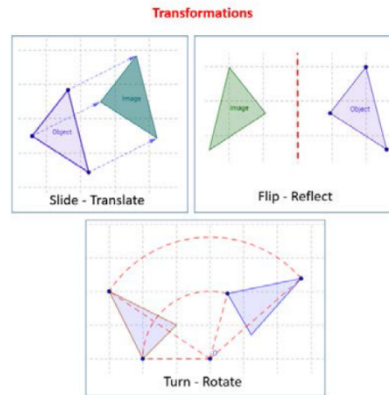 Transformations
Image
Object
Slide - Translate
Image
Object
Flip - Reflect
Turn - Rotate